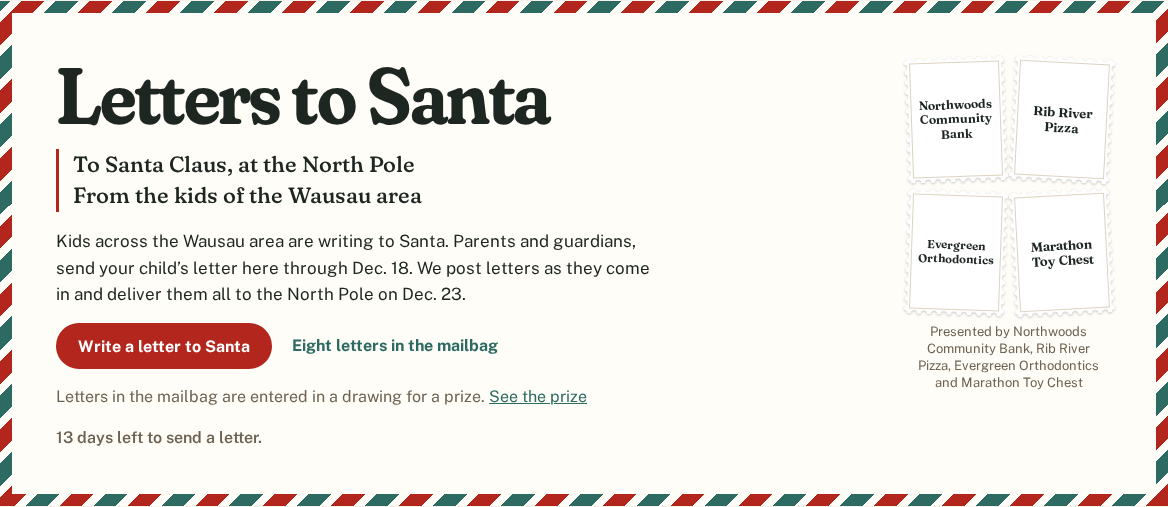 Letters to Santa
To Santa Claus, at the North Pole
From the kids of the Wausau area
Kids across the Wausau area are writing to Santa. Parents and guardians,
send your child’s letter here through Dec. 18. We post letters as they come
in and deliver them all to the North Pole on Dec. 23.
Write a letter to Santa
Eight letters in the mailbag
Letters in the mailbag are entered in a drawing for a prize. See the prize
13 days left to send a letter.
Northwoods
Community
Bank
Rib River
Pizza
Evergreen
Orthodontics
Marathon
Toy Chest
Presented by Northwoods
Community Bank, Rib River
Pizza, Evergreen Orthodontics
and Marathon Toy Chest